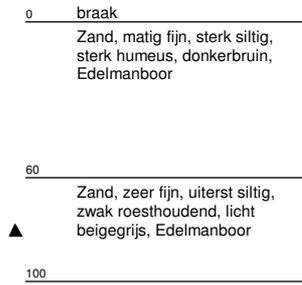 0 braak
Zand, matig fijn, sterk siltig,
sterk humeus, donkerbruin,
Edelmanboor
60
Zand, zeer fijn, uiterst siltig,
zwak roesthoudend, licht
beigegrijs, Edelmanboor
100